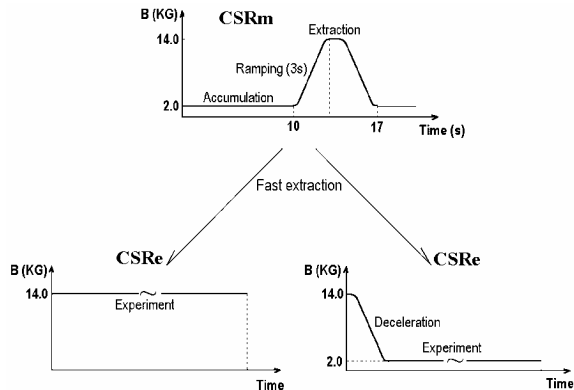 B (KG)
CSRm
Extraction
14.0
Ramping (3s)
Accumulation
2.0
10
17
Time (s)
Fast extraction
CSRe
B (KG)
14.0
Experiment
Time
CSRe
B (KG)
14.0
Deceleration
Experiment
2.0
Time